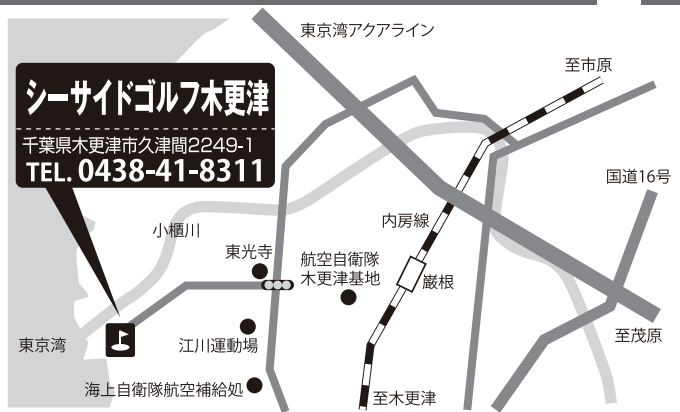 東京湾アクアライン
至市原
シーサイドゴルフ木更津
千葉県木更津市久津間2249-1
TEL. 0438-41-8311
国道16号
小櫃川
内房線
東光寺
航空自衛隊
木更津基地
巌根
東京湾
江川運動場
至茂原
海上自衛隊航空補給処
至木更津